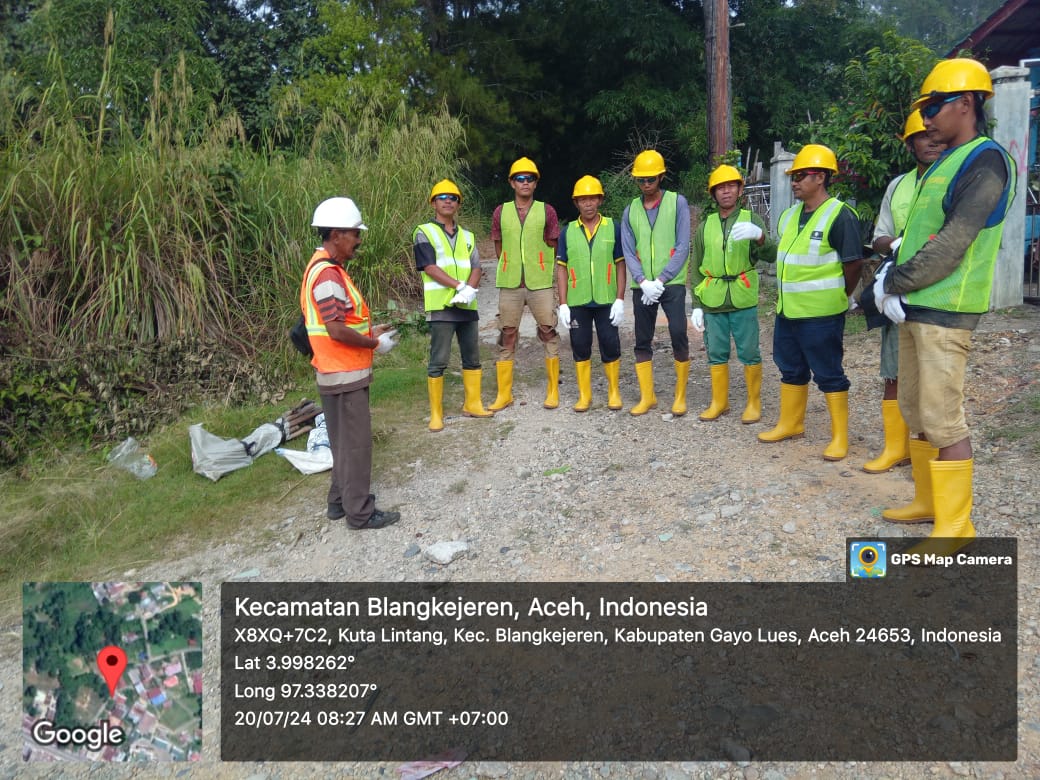 GPS Map Camera
Kecamatan Blangkejeren, Aceh, Indonesia
X8XQ+7C2, Kuta Lintang, Kec. Blangkejeren, Kabupaten Gayo Lues, Aceh 24653, Indonesia
Lat 3.998262°
Long 97.338207°
20/07/24 08:27 AM GMT +07:00
Google